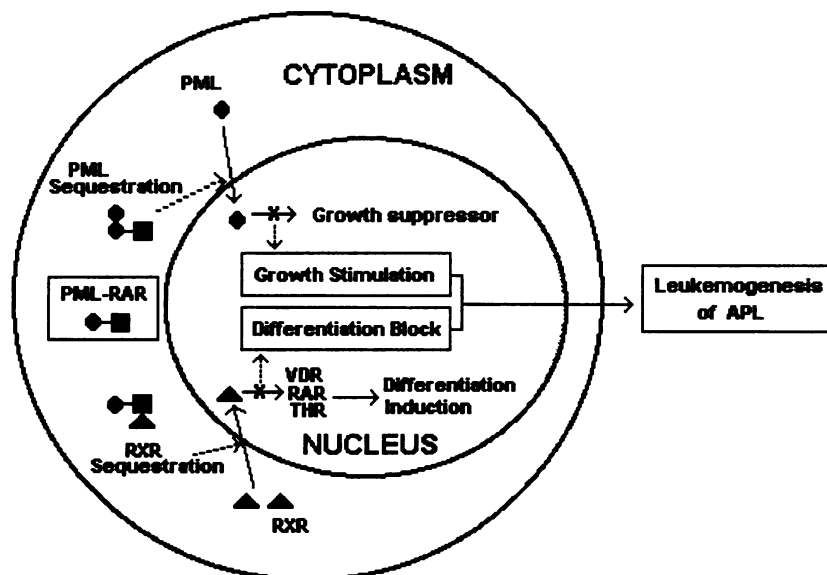 CYTOPLASM
PML
PML
Sequestration
Growth suppressor
Growth Stimulation
PML-RAR
Leukemogenesis
of APL
Differentiation Block
VDR
RAR
THR
Differentiation
Induction
RXR
Sequestration
NUCLEUS
RXR